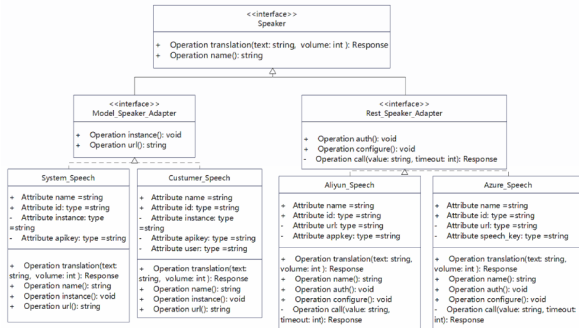 <<interface>>
Speaker
+ Operation translation(text: string, volume: int ): Response
+ Operation name(): string
<<interface>>
Model_Speaker_Adapter
+ Operation instance(): void
+ Operation url(): string
<<interface>>
Rest_Speaker_Adapter
+ Operation auth(): void
+ Operation configure(): void
- Operation call(value: string, timeout: int): Response
System_Speech
+ Attribute name =string
+ Attribute id: type =string
- Attribute instance: type
=string
- Attribute apikey: type =string
+ Operation translation(text:
string, volume: int ): Response
+ Operation name(): string
+ Operation instance(): void
+ Operation url(): string
Custumer_Speech
+ Attribute name =string
+ Attribute id: type =string
- Attribute instance: type
=string
- Attribute apikey: type =string
- Attribute user: type =string
+ Operation translation(text:
string, volume: int ): Response
+ Operation name(): string
+ Operation instance(): void
+ Operation url(): string
Aliyun_Speech
+ Attribute name =string
+ Attribute id: type =string
- Attribute url: type =string
- Attribute appkey: type =string
+ Operation translation(text: string,
volume: int ): Response
+ Operation name(): string
+ Operation auth(): void
+ Operation configure(): void
- Operation call(value: string,
timeout: int): Response
Azure_Speech
+ Attribute name =string
+ Attribute id: type =string
- Attribute url: type =string
- Attribute speech_key: type =string
+ Operation translation(text: string,
volume: int ): Response
+ Operation name(): string
+ Operation auth(): void
+ Operation configure(): void
- Operation call(value: string, timeout:
int): Response